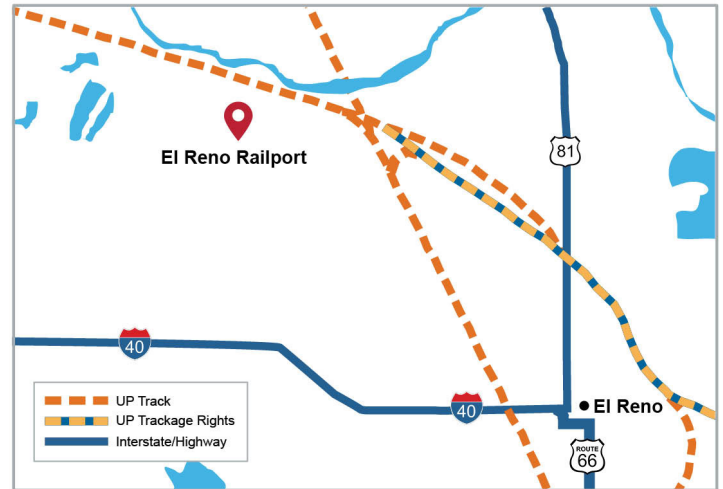 81
El Reno Railport
40
40
El Reno
ROUTE
66
UP Track
UP Trackage Rights
Interstate/Highway